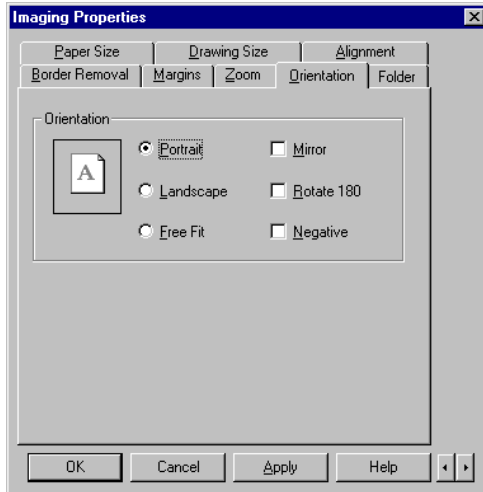 Imaging Properties
Paper Size Drawing Size Alignment
Border Removal Margins Zoom Orientation Folder
Orientation
A
Portrait Mirror
Landscape Rotate 180
Free Fit Negative
OK Cancel Apply Help